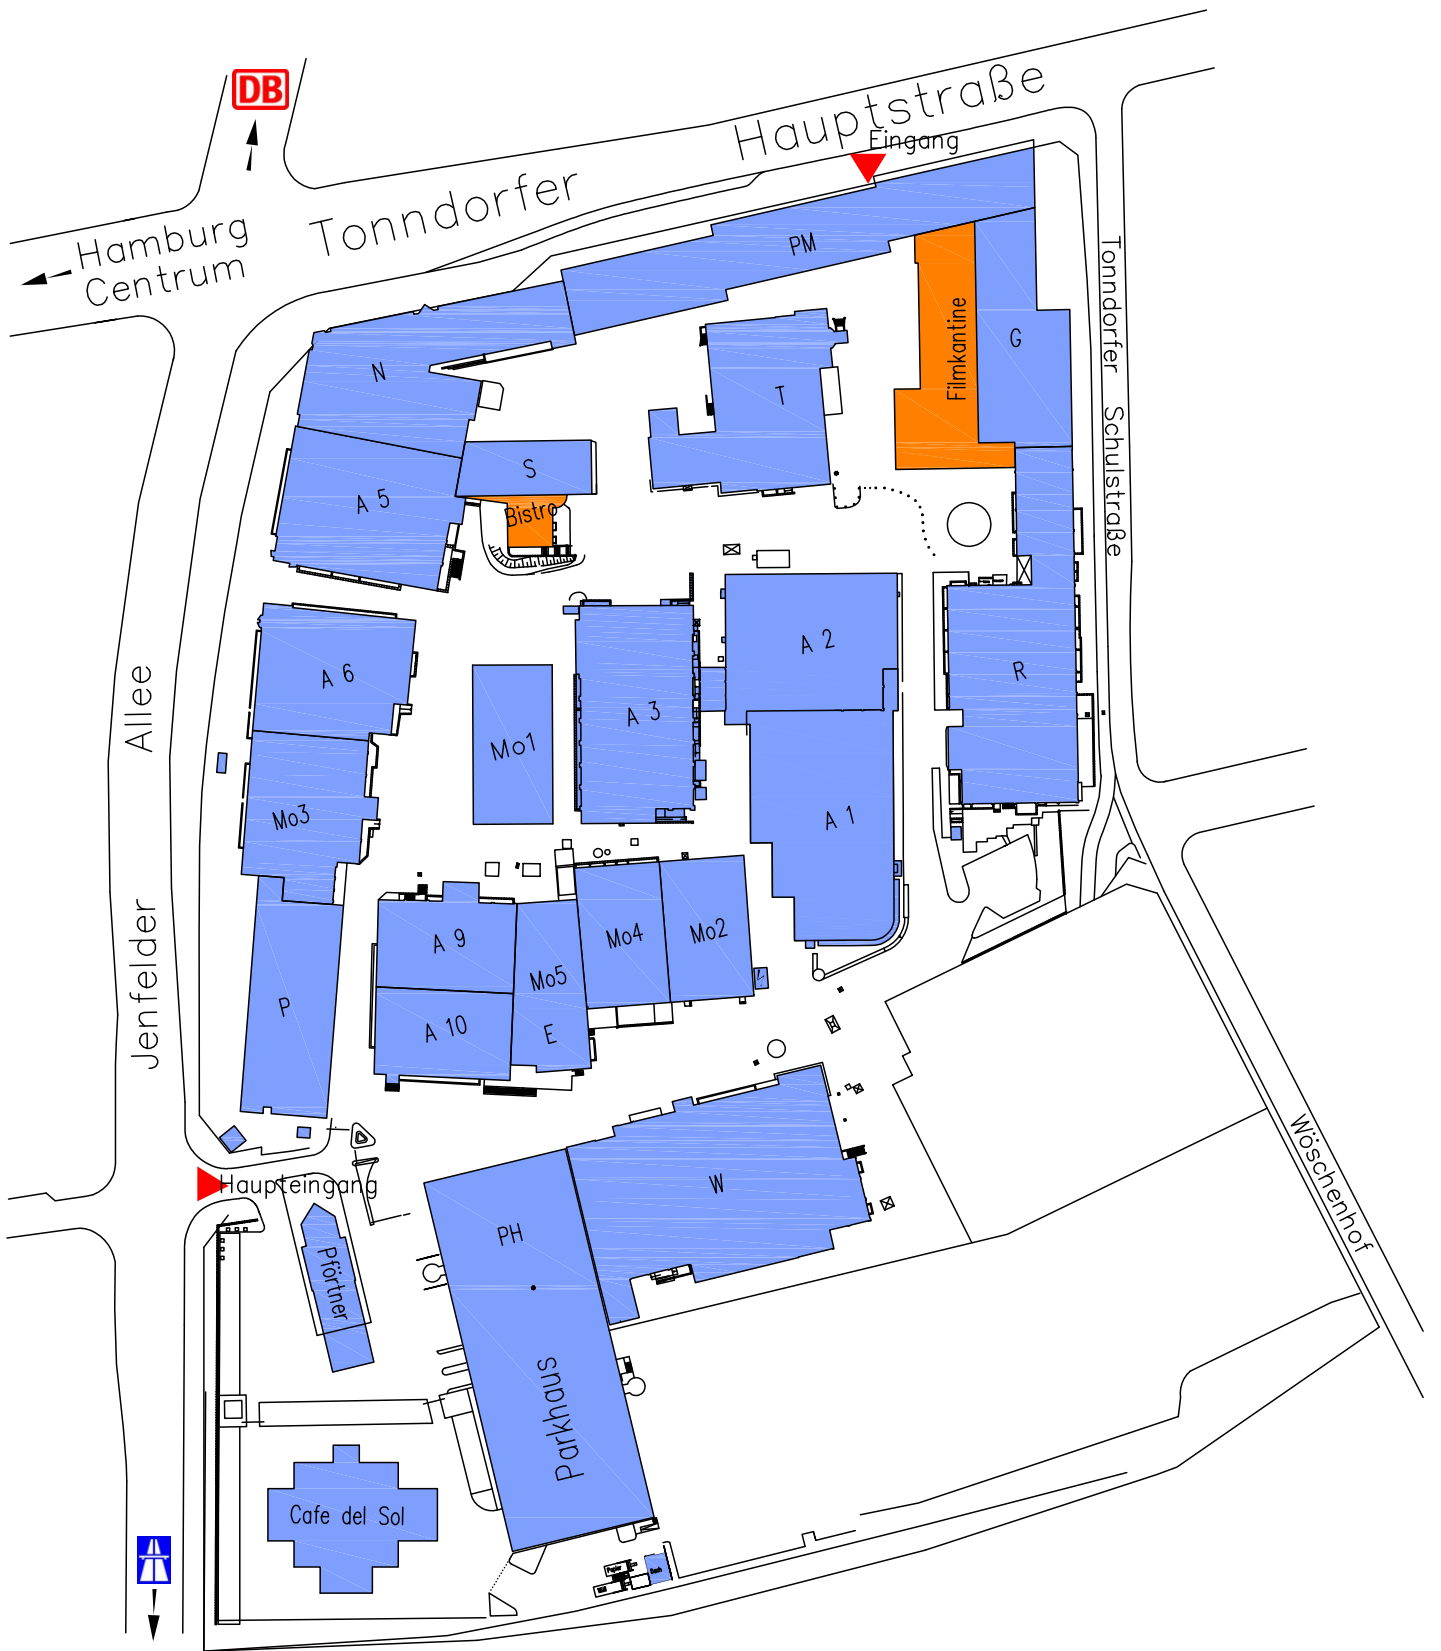 DB
Tonndorfer Hauptstraße
Eingang
Hamburg
Centrum
PM
N
T
Filmkantine
G
Tonndorfer Schulstraße
S
A 5
Bistro
A 6
A 3
A 2
R
Mo1
Mo3
A 1
Jenfelder Allee
A 9
Mo4
Mo2
Mo5
P
A 10
E
Wöschenhof
Haupteingang
W
PH
Pförtner
Parkhaus
Cafe del Sol